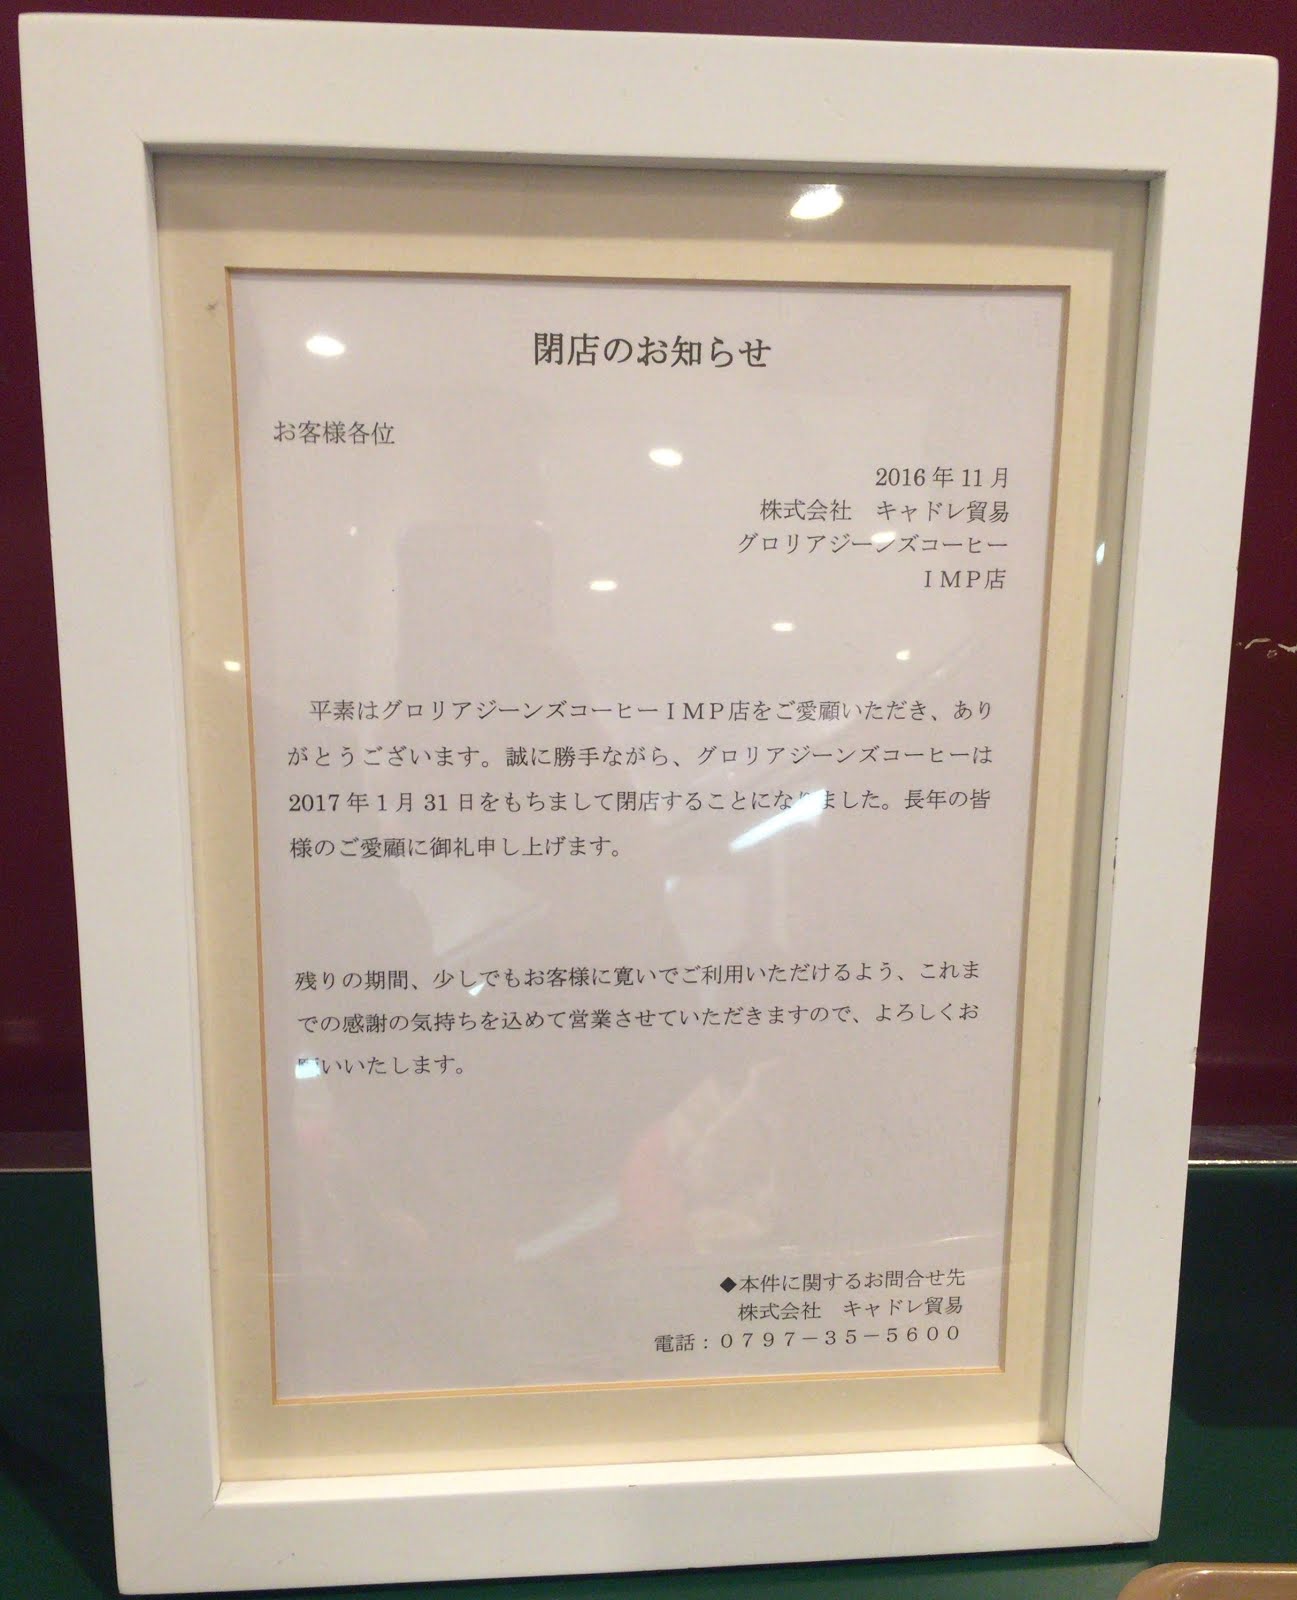 閉店のお知らせ
お客様各位
2016年11月
株式会社　キャドレ貿易
グロリアジーンズコーヒー
ＩＭＰ店
平素はグロリアジーンズコーヒーＩＭＰ店をご愛顧いただき、あり
がとうございます。誠に勝手ながら、グロリアジーンズコーヒーは
2017年1月31日をもちまして閉店することになりました。長年の皆
様のご愛顧に御礼申し上げます。
残りの期間、少しでもお客様に寛いでご利用いただけるよう、これま
での感謝の気持ちを込めて営業させていただきますので、よろしくお
願いいたします。
◆本件に関するお問合せ先
株式会社　キャドレ貿易
電話：０７９７－３５－５６００